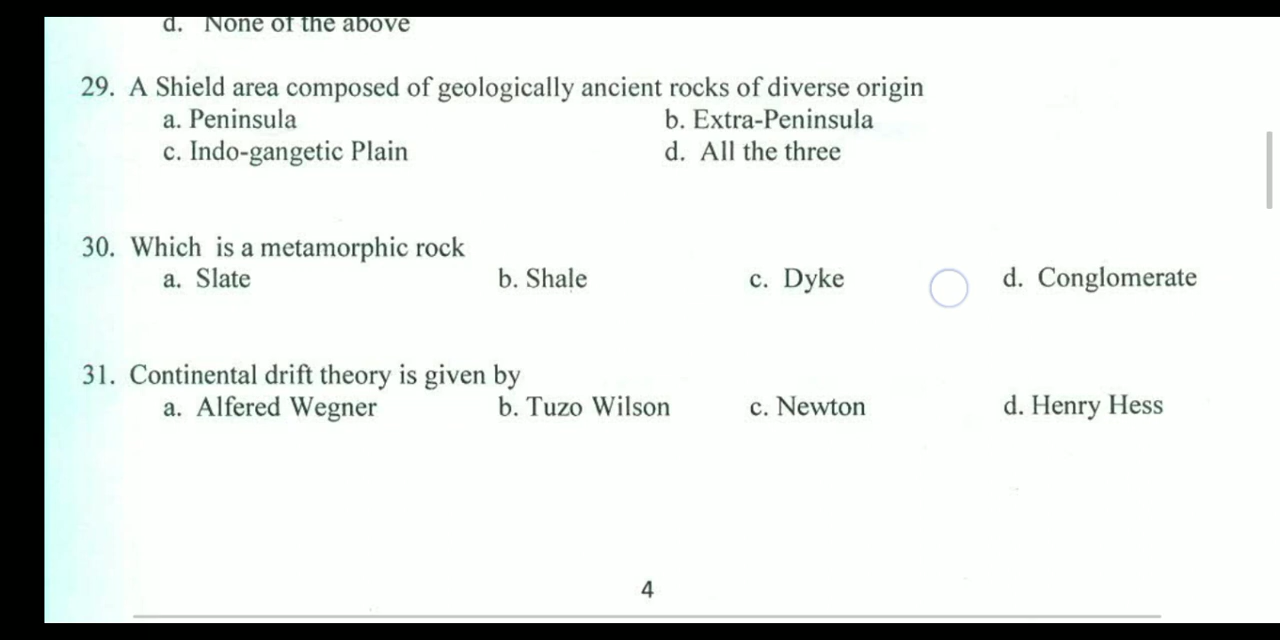 d. None of the above
29. A Shield area composed of geologically ancient rocks of diverse origin
a. Peninsula b. Extra-Peninsula
c. Indo-gangetic Plain d. All the three
30. Which is a metamorphic rock
a. Slate b. Shale c. Dyke d. Conglomerate
31. Continental drift theory is given by
a. Alfered Wegner b. Tuzo Wilson c. Newton d. Henry Hess
4